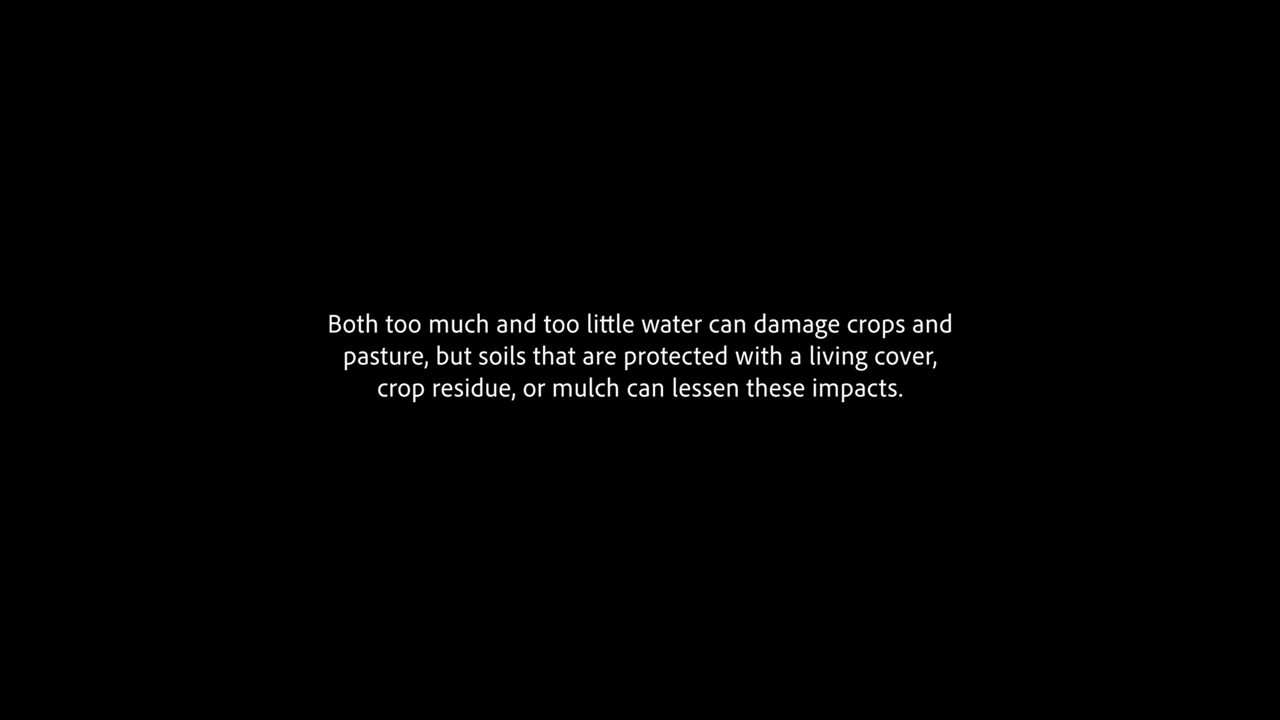 Both too much and too little water can damage crops and
pasture, but soils that are protected with a living cover,
crop residue, or mulch can lessen these impacts.